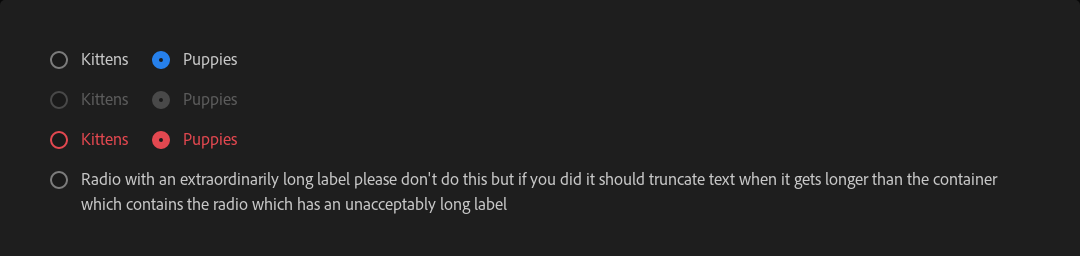 Kittens Puppies
Kittens Puppies
Kittens Puppies
Radio with an extraordinarily long label please don't do this but if you did it should truncate text when it gets longer than the container
which contains the radio which has an unacceptably long label